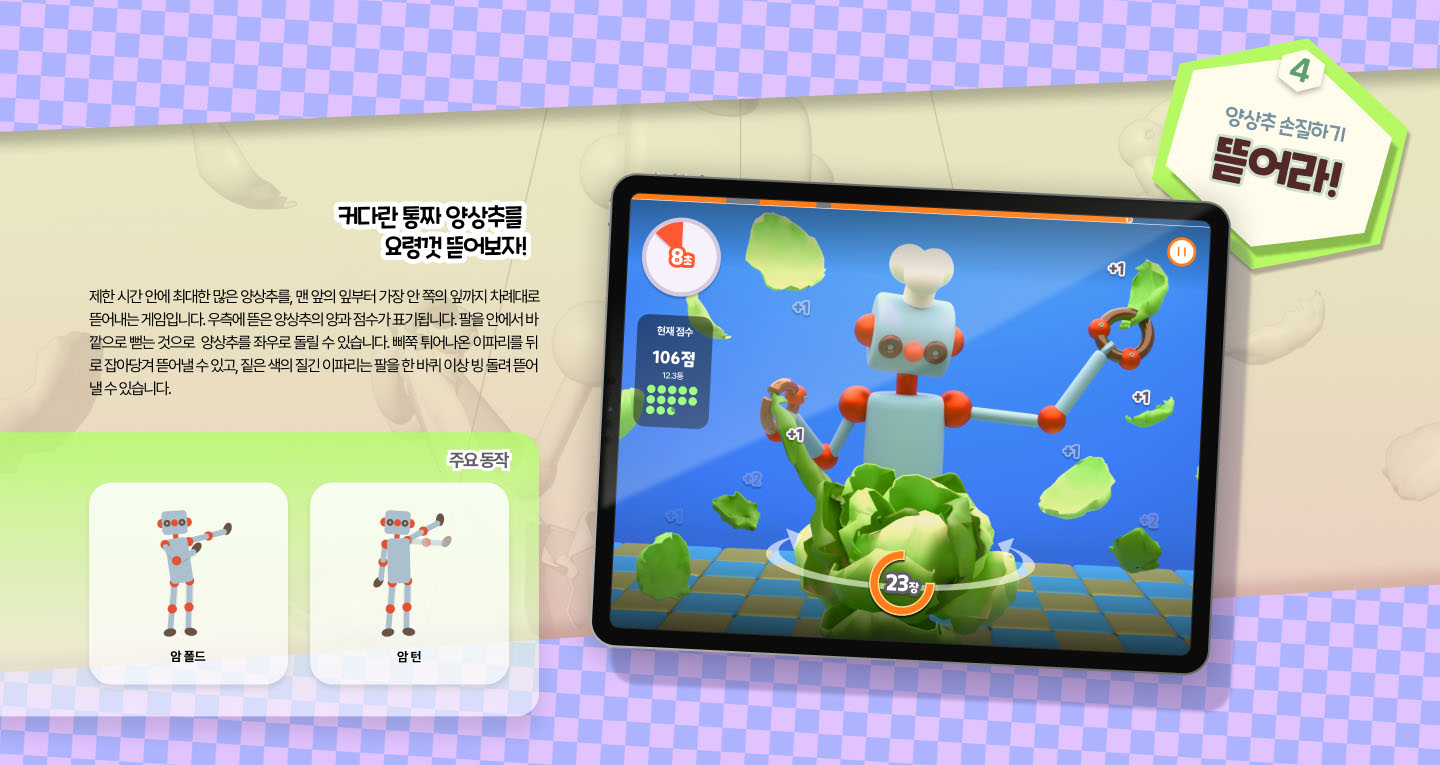 4
양상추 손질하기
뜯어라!
커다란 통짜 양상추를
요령껏 뜯어보자!
제한 시간 안에 최대한 많은 양상추를, 맨 앞의 잎부터 가장 안 쪽의 잎까지 차례대로
뜯어내는 게임입니다. 우측에 뜯은 양상추의 양과 점수가 표기됩니다. 팔을 안에서 바
깥으로 뻗는 것으로 양상추를 좌우로 돌릴 수 있습니다. 삐쭉 튀어나온 이파리를 뒤
로 잡아당겨 뜯어낼 수 있고, 짙은 색의 질긴 이파리는 팔을 한 바퀴 이상 빙 돌려 뜯어
낼 수 있습니다.
주요 동작
암 폴드
암 턴
8초
현재 점수
106점
12.3통
+1
+1
+1
+1
+1
+2
+1
+2
23장